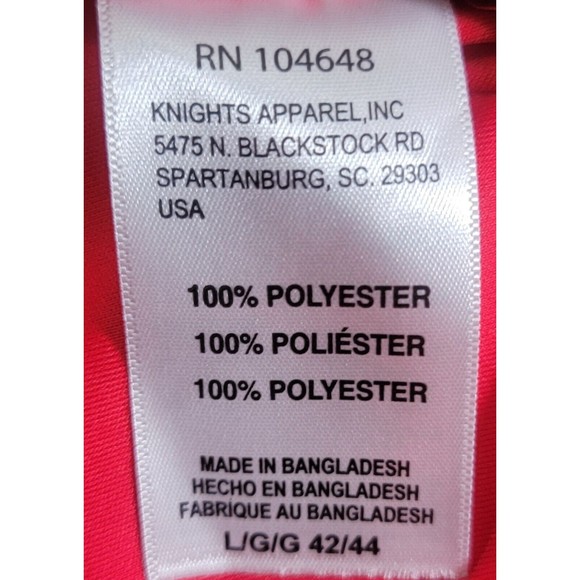 RN 104648
KNIGHTS APPAREL,INC
5475 N. BLACKSTOCK RD
SPARTANBURG, SC. 29303
USA
100% POLYESTER
100% POLIÉSTER
100% POLYESTER
MADE IN BANGLADESH
HECHO EN BANGLADESH
FABRIQUE AU BANGLADESH
L/G/G 42/44